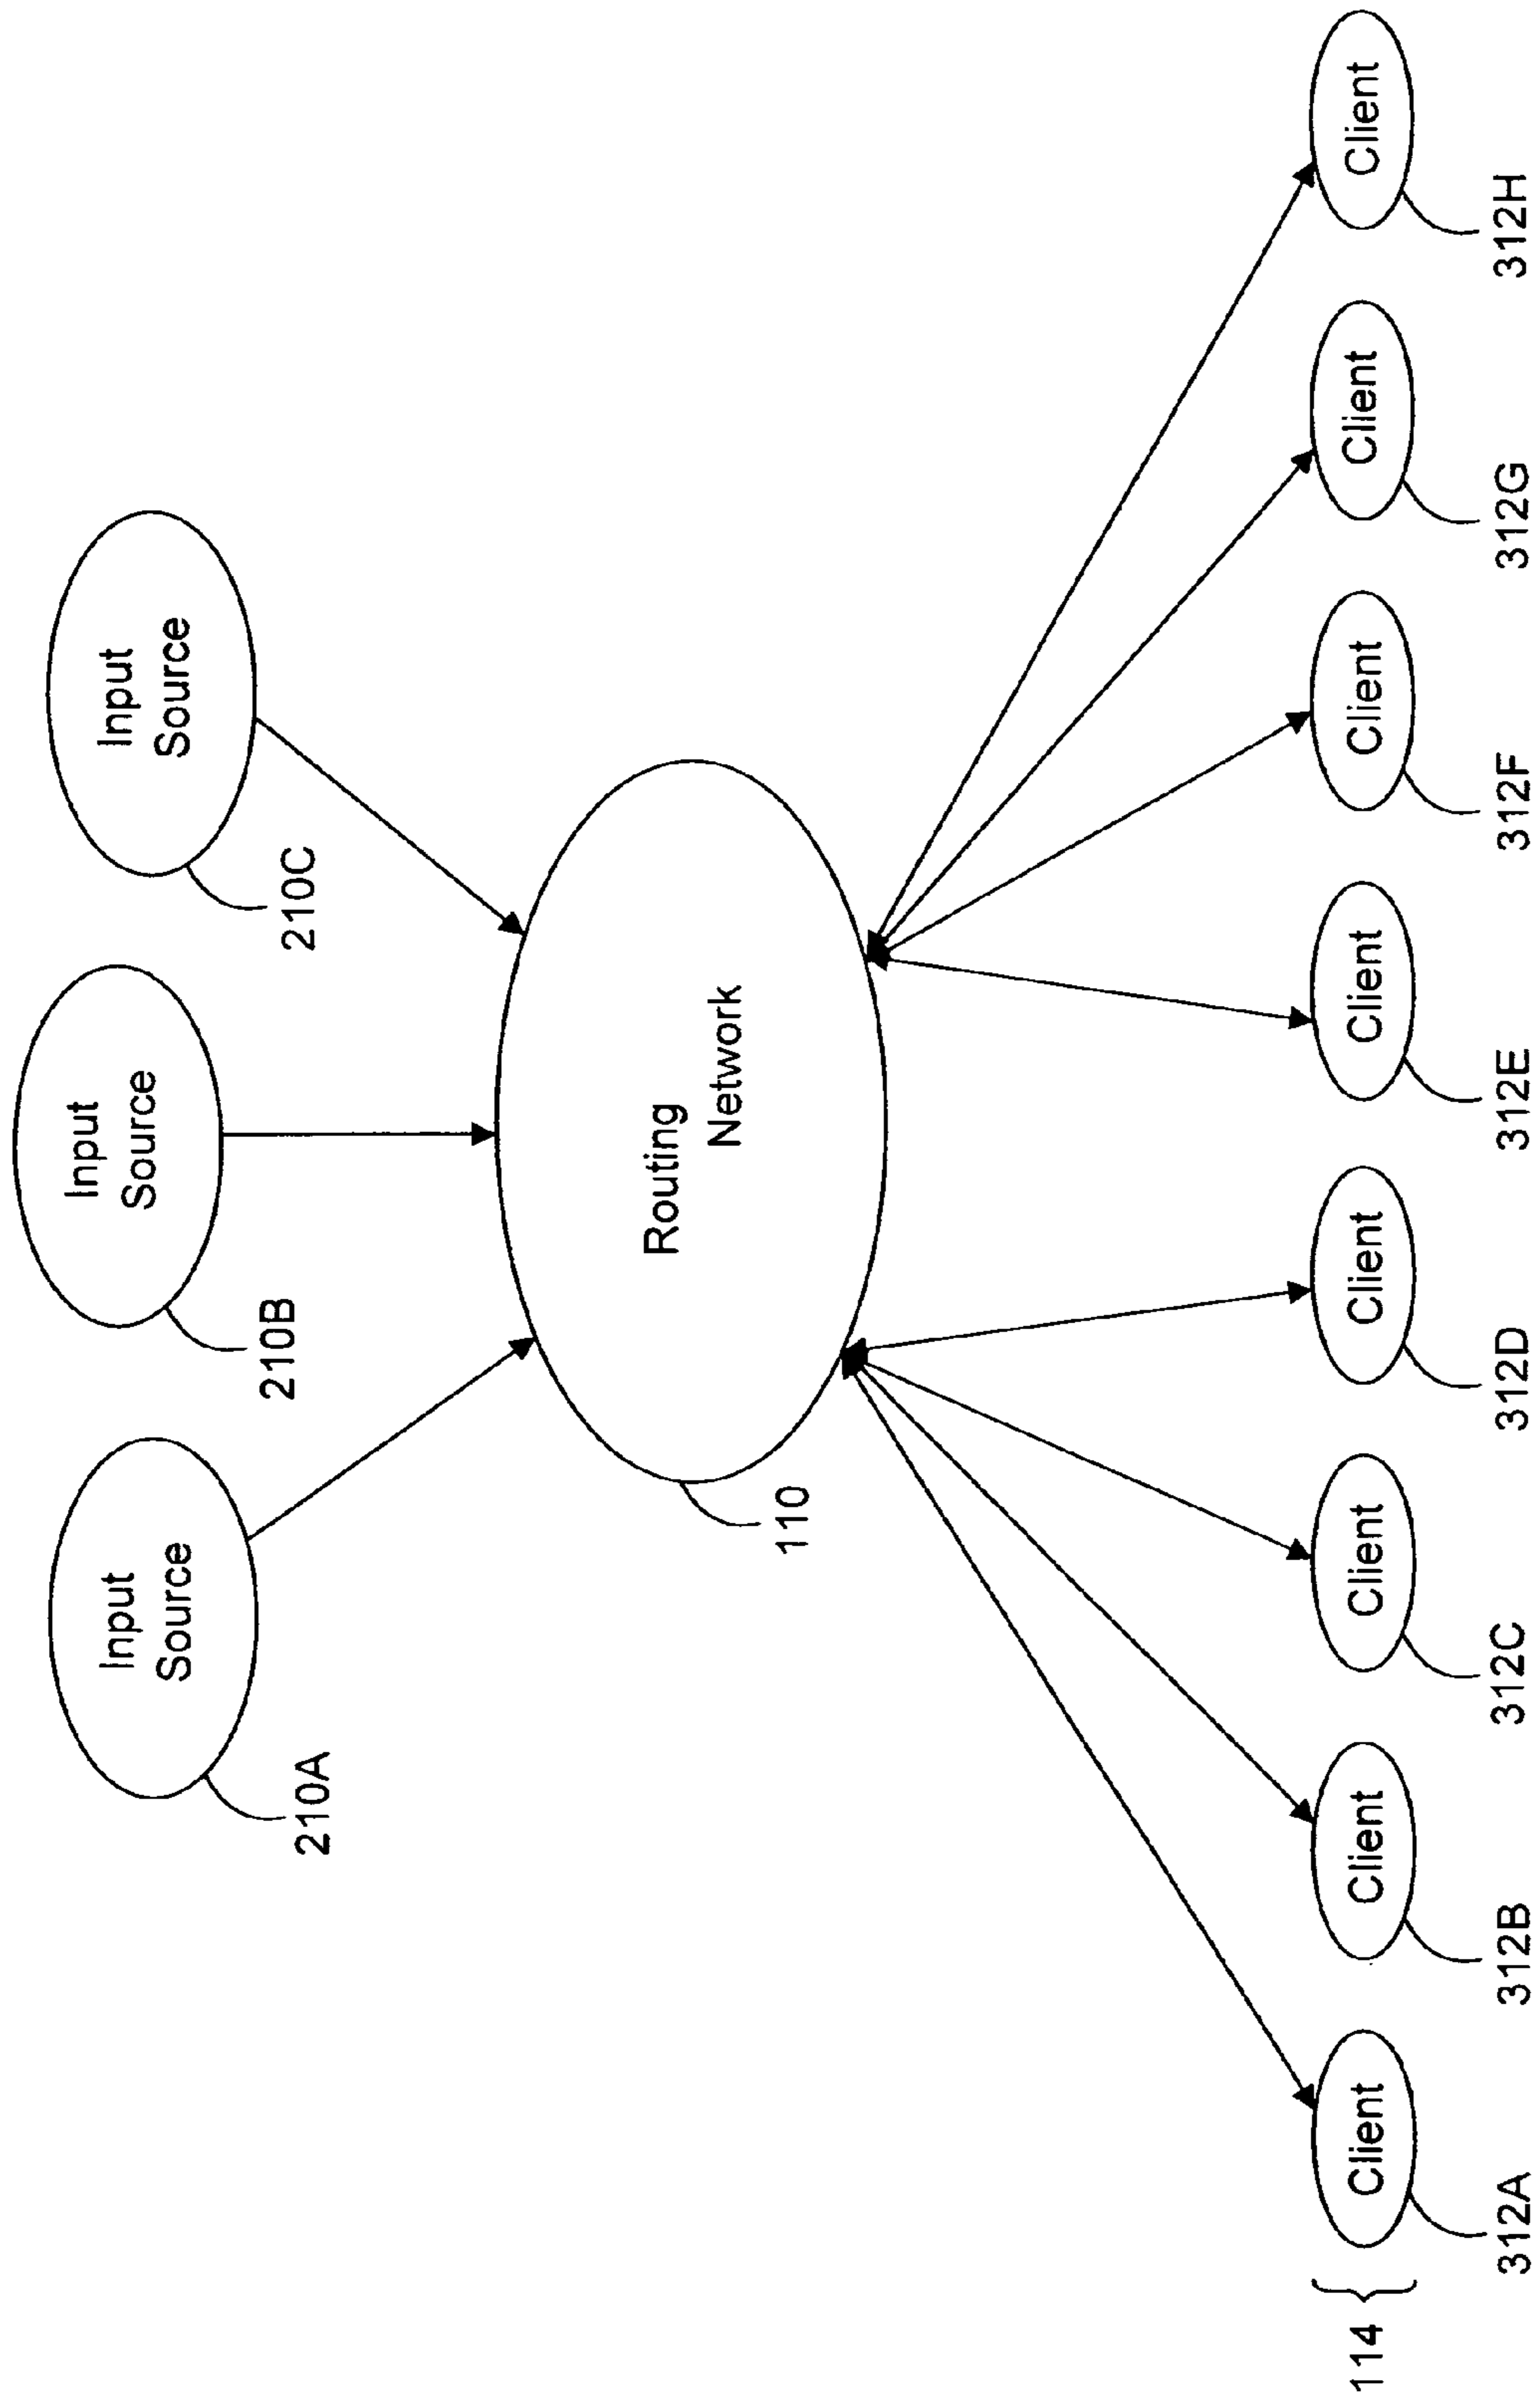 Input
Source
210A
Input
Source
210B
Input
Source
210C
Routing
Network
110
114
Client
312A
Client
312B
Client
312C
Client
312D
Client
312E
Client
312F
Client
312G
Client
312H